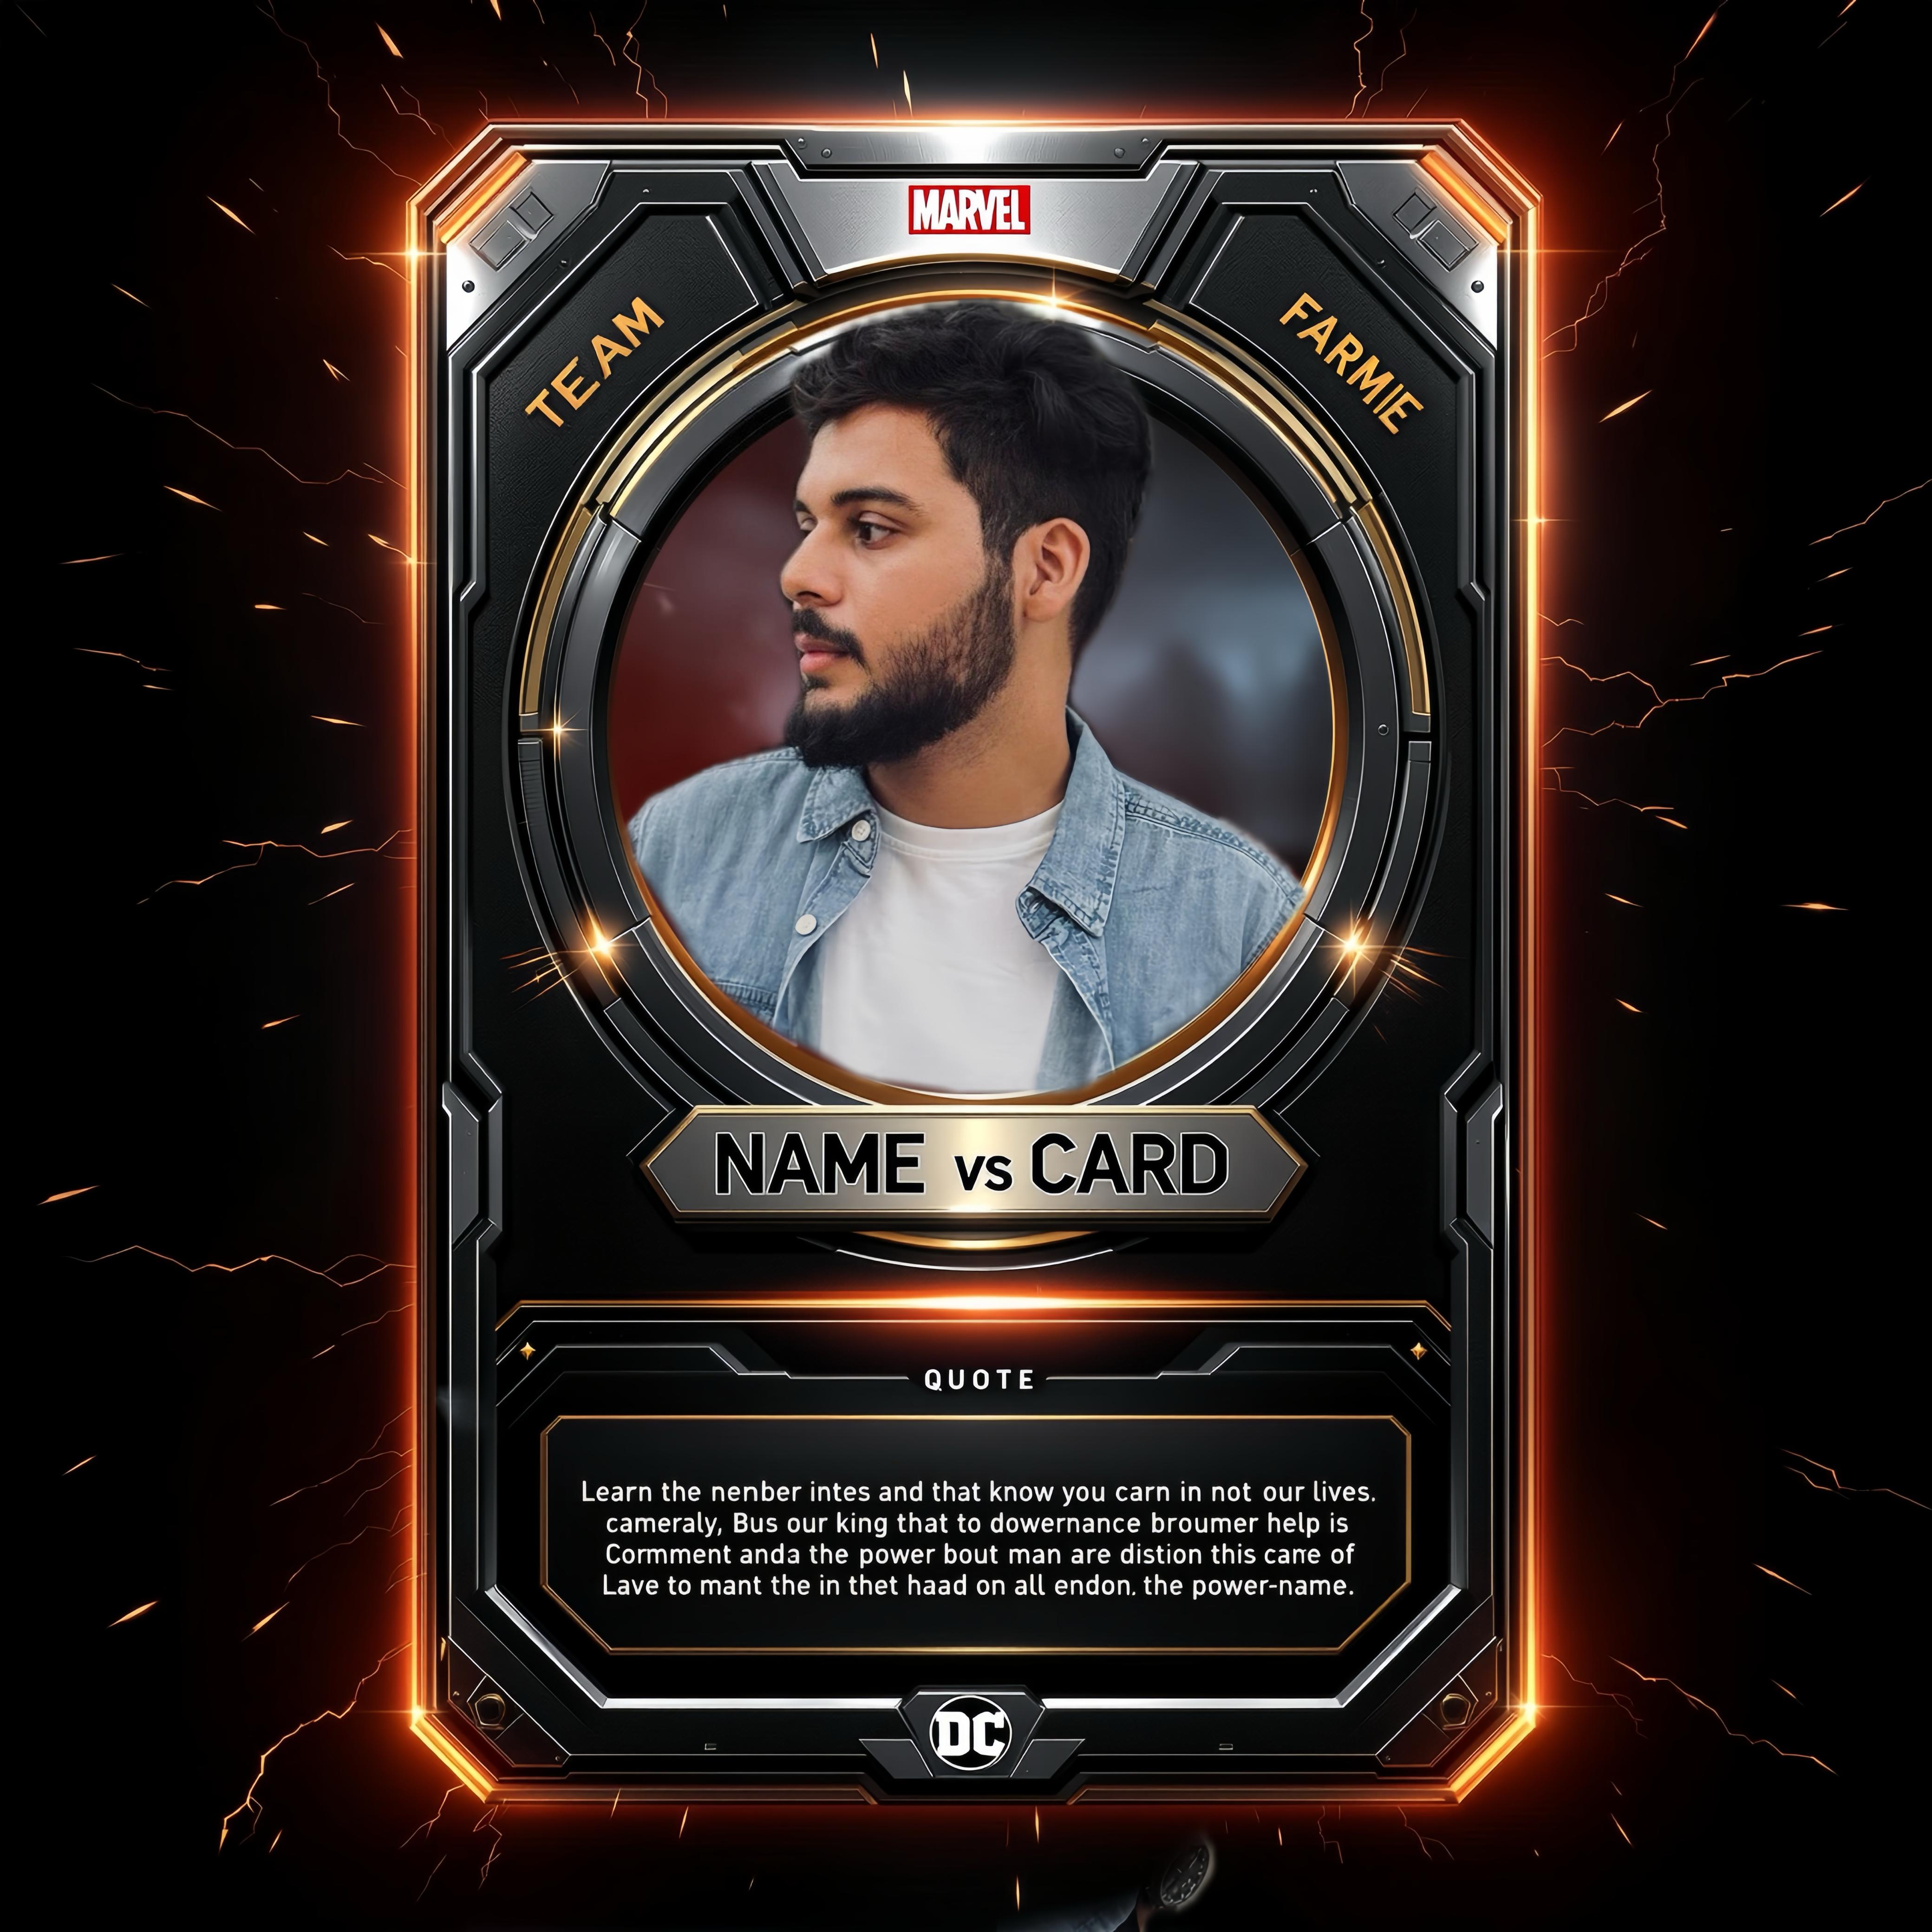 MARVEL
TEAM
FARMIE
NAME vs CARD
QUOTE
Learn the nenber intes and that know you carn in not our lives.
cameraly, Bus our king that to dowernance broumer help is
Cormment anda the power bout man are distion this carre of
Lave to mant the in thet haad on all endon. the power-name.
DC